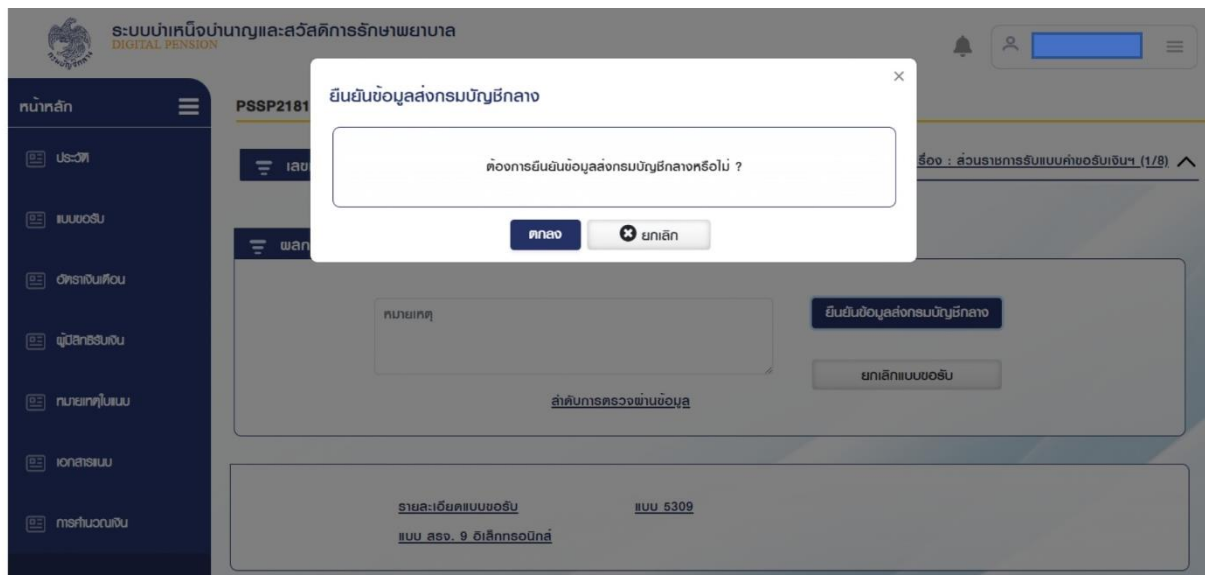 ระบบบำเหน็จบำนาญและสวัสดิการรักษาพยาบาล
DIGITAL PENSION
กรมบัญชีกลาง
หน้าหลัก
ประวัติ
แบบขอรับ
อัตราเงินเดือน
ผู้มีสิทธิรับเงิน
หมายเหตุในแบบ
เอกสารแบบ
การคำนวณเงิน
PSSP2181
ยืนยันข้อมูลส่งกรมบัญชีกลาง
ต้องการยืนยันข้อมูลส่งกรมบัญชีกลางหรือไม่ ?
ตกลง ยกเลิก
รื่อง : ส่วนราชการรับแบบคำขอรับเงินฯ (1/8)
หมายเหตุ
ยืนยันข้อมูลส่งกรมบัญชีกลาง
ยกเลิกแบบขอรับ
ลำดับการตรวจผ่านข้อมูล
รายละเอียดแบบขอรับ แบบ 5309
แบบ สรจ. 9 อิเล็กทรอนิกส์